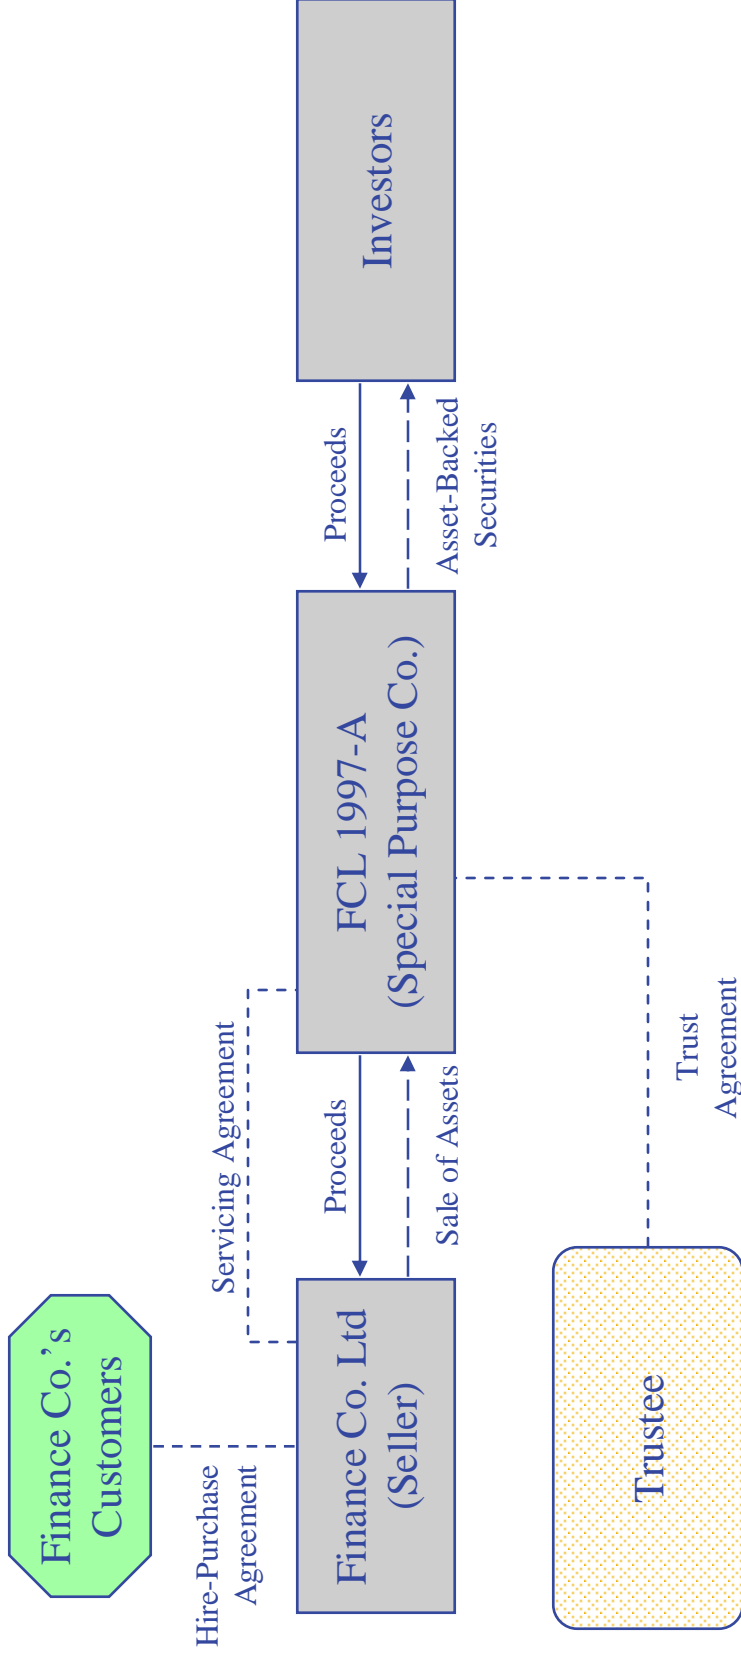 Finance Co.'s
Customers
Hire-Purchase
Agreement
Servicing Agreement
Finance Co. Ltd
(Seller)
Proceeds
Sale of Assets
FCL 1997-A
(Special Purpose Co.)
Proceeds
Asset-Backed
Securities
Investors
Trustee
Trust
Agreement